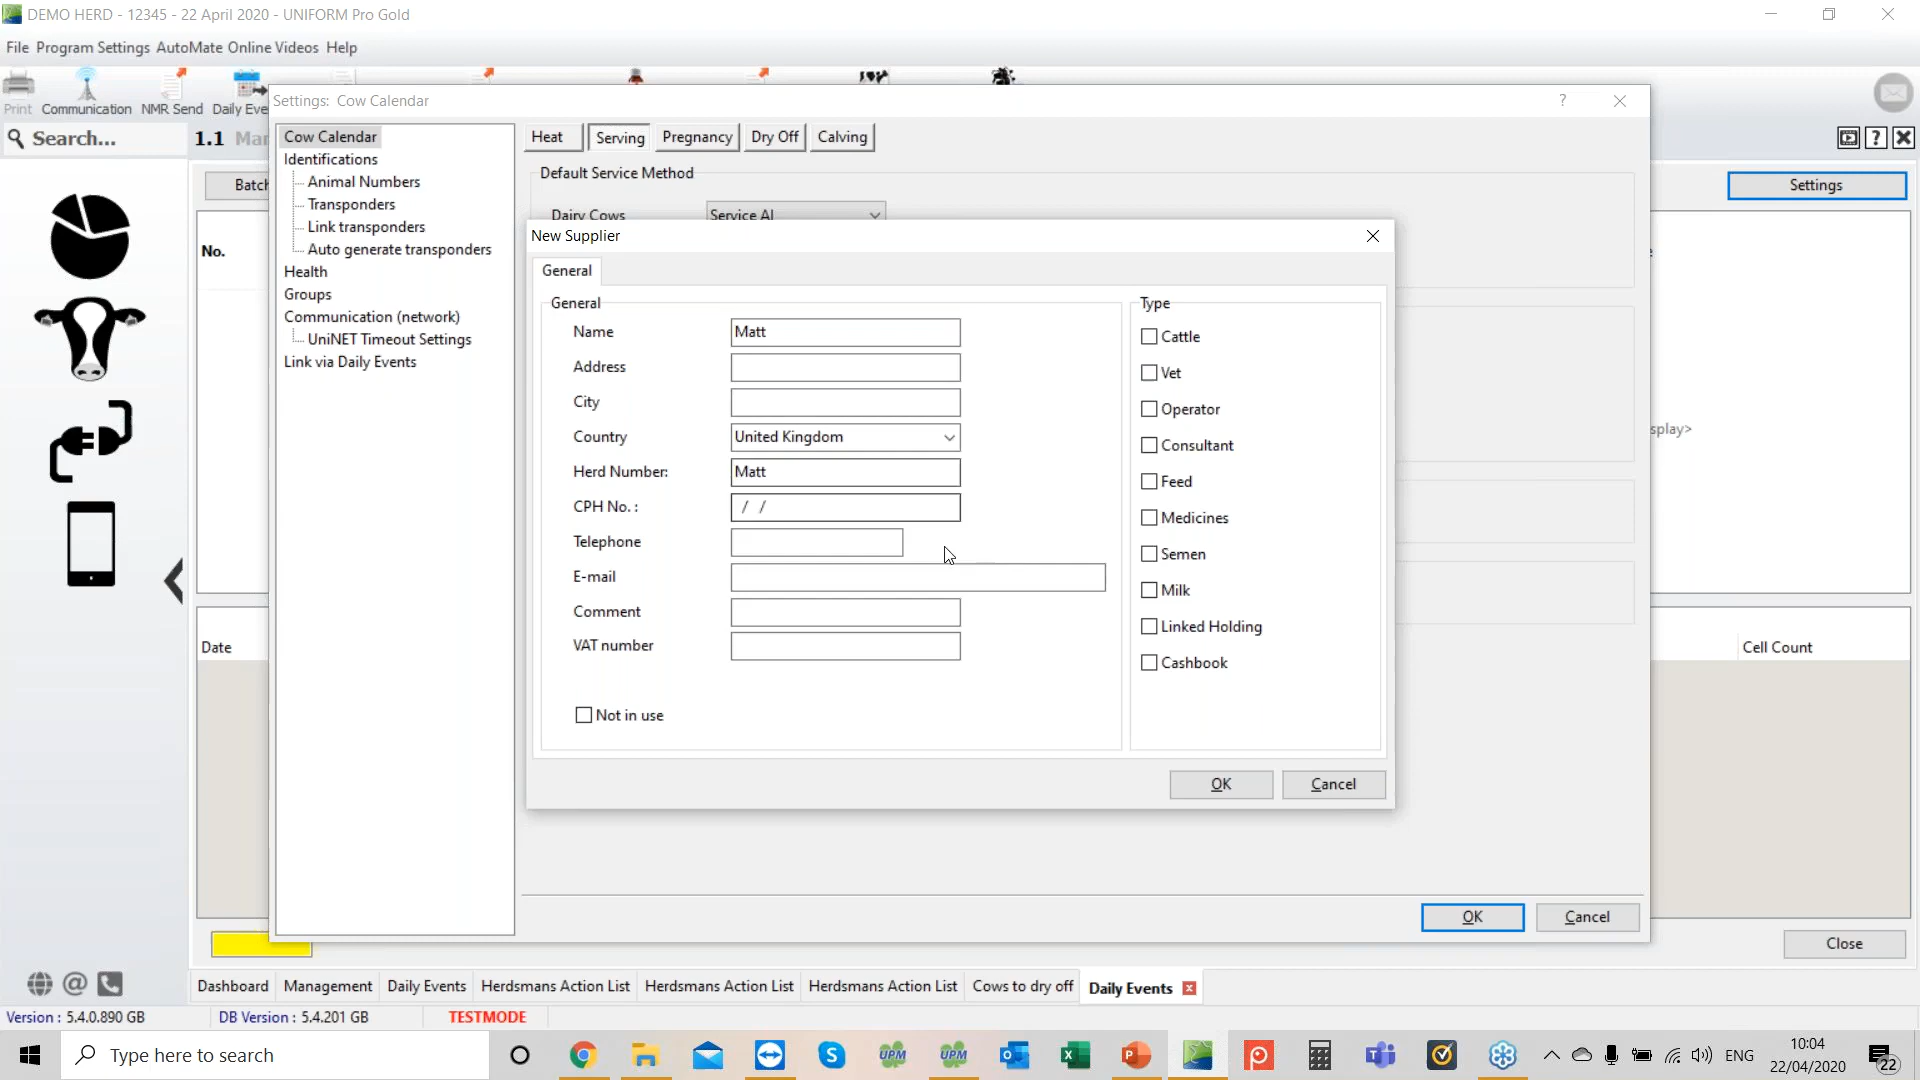 DEMO HERD - 12345 - 22 April 2020 - UNIFORM Pro Gold
File Program Settings AutoMate Online Videos Help
Print Communication NMR Send Daily Eve
Settings: Cow Calendar
?
Search...
1.1 Mar
Cow Calendar
Identifications
Animal Numbers
Transponders
Link transponders
Auto generate transponders
Health
Groups
Communication (network)
UniNET Timeout Settings
Link via Daily Events
Heat Serving Pregnancy Dry Off Calving
Default Service Method
Dairy Cows Service AI
Batch
Settings
No.
splay>
New Supplier
General
General
Name Matt
Address
City
Country United Kingdom
Herd Number: Matt
CPH No. : / /
Telephone
E-mail
Comment
VAT number
Not in use
Type
Cattle
Vet
Operator
Consultant
Feed
Medicines
Semen
Milk
Linked Holding
Cashbook
OK Cancel
Date
Cell Count
OK Cancel
Close
Dashboard Management Daily Events Herdsmans Action List Herdsmans Action List Herdsmans Action List Cows to dry off Daily Events
Version : 5.4.0.890 GB DB Version : 5.4.201 GB TESTMODE
Type here to search
UPM UPM
ENG
10:04
22/04/2020
22